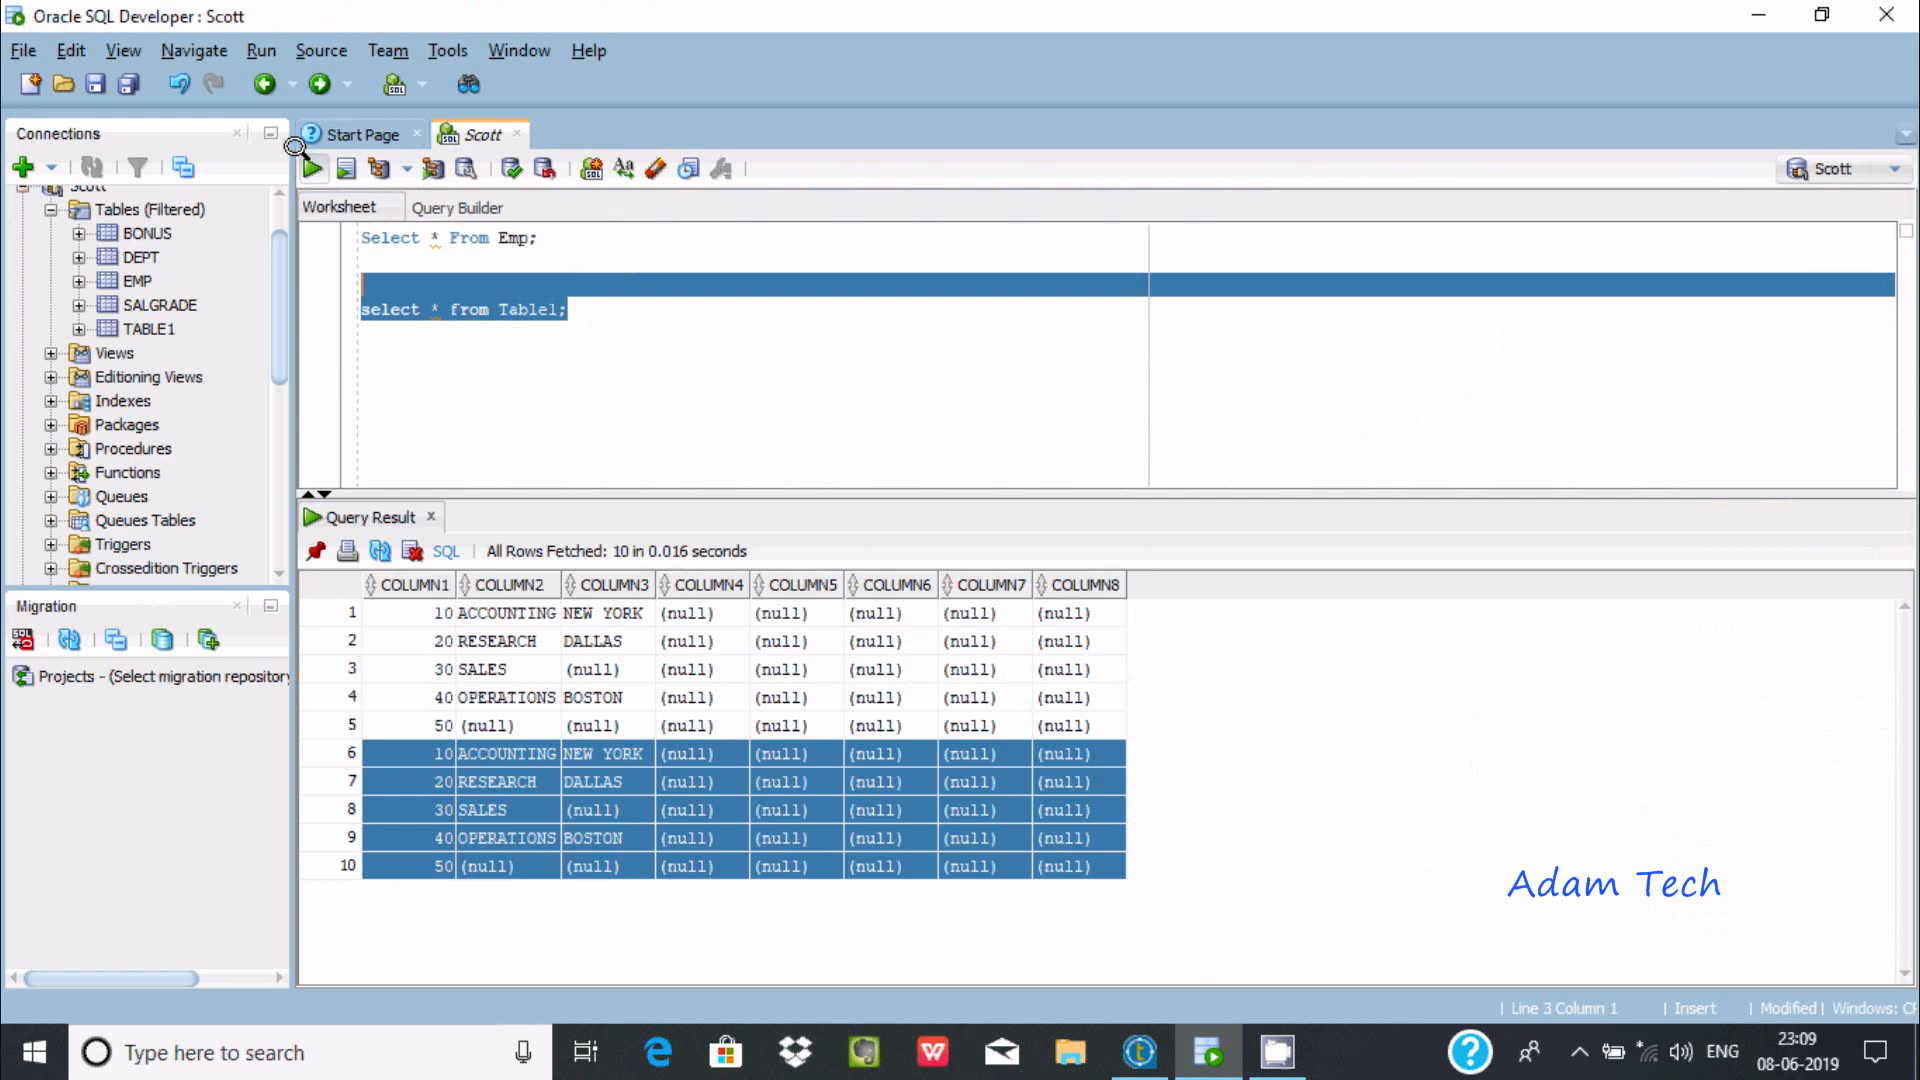 Oracle SQL Developer : Scott
File Edit View Navigate Run Source Team Tools Window Help
Connections
Start Page
Scott
Scott
Scott
Tables (Filtered)
BONUS
DEPT
EMP
SALGRADE
TABLE1
Views
Editioning Views
Indexes
Packages
Procedures
Functions
Queues
Queues Tables
Triggers
Crossedition Triggers
Worksheet Query Builder
Select * From Emp;
select * from Table1;
Query Result
SQL | All Rows Fetched: 10 in 0.016 seconds
COLUMN1 COLUMN2 COLUMN3 COLUMN4 COLUMN5 COLUMN6 COLUMN7 COLUMN8
1 10 ACCOUNTING NEW YORK (null) (null) (null) (null) (null)
2 20 RESEARCH DALLAS (null) (null) (null) (null) (null)
3 30 SALES (null) (null) (null) (null) (null) (null)
4 40 OPERATIONS BOSTON (null) (null) (null) (null) (null)
5 50 (null) (null) (null) (null) (null) (null) (null)
6 10 ACCOUNTING NEW YORK (null) (null) (null) (null) (null)
7 20 RESEARCH DALLAS (null) (null) (null) (null) (null)
8 30 SALES (null) (null) (null) (null) (null) (null)
9 40 OPERATIONS BOSTON (null) (null) (null) (null) (null)
10 50 (null) (null) (null) (null) (null) (null) (null)
Migration
Projects - (Select migration repository
Adam Tech
| Line 3 Column 1 | Insert | Modified | Windows: C
Type here to search
ENG
23:09
08-06-2019